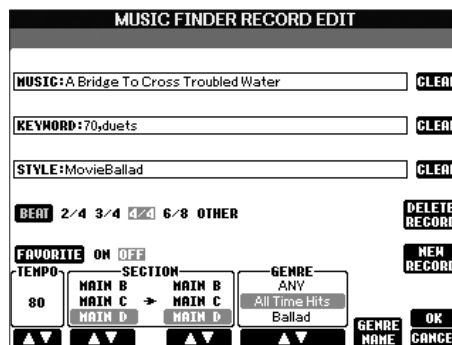 MUSIC FINDER RECORD EDIT
MUSIC:A Bridge To Cross Troubled Water
KEYWORD:70,duets
STYLE:MovieBallad
BEAT 2/4 3/4 4/4 6/8 OTHER
DELETE
RECORD
FAVORITE ON OFF
NEW
RECORD
TEMPO SECTION GENRE
MAIN B MAIN B ANY
80 MAIN C MAIN C All Time Hits
MAIN D MAIN D Ballad
GENRE
NAME
OK
CANCE